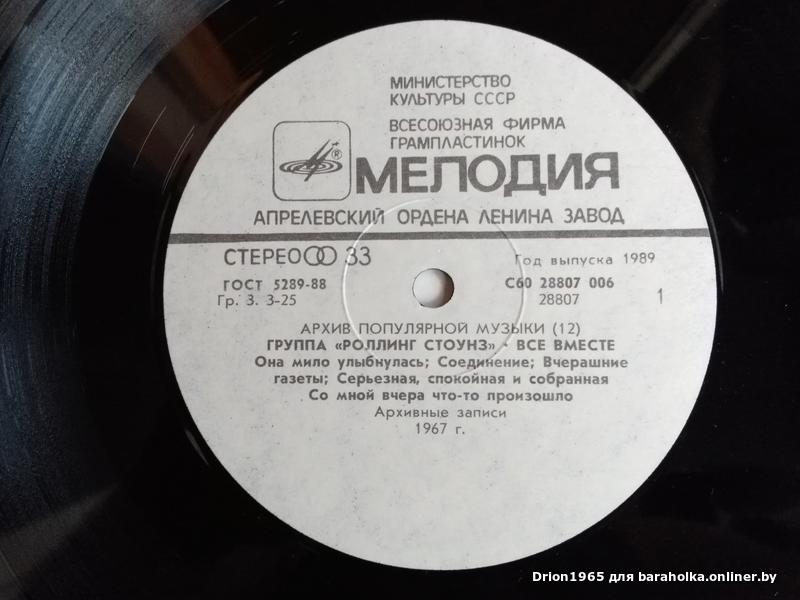 МИНИСТЕРСТВО
КУЛЬТУРЫ СССР
ВСЕСОЮЗНАЯ ФИРМА
ГРАМПЛАСТИНОК
®
МЕЛОДИЯ
АПРЕЛЕВСКИЙ ОРДЕНА ЛЕНИНА ЗАВОД
СТЕРЕО 33
Год выпуска 1989
ГОСТ 5289-88
С60 28807 006
Гр. 3. 3-25
28807
1
АРХИВ ПОПУЛЯРНОЙ МУЗЫКИ (12)
ГРУППА «РОЛЛИНГ СТОУНЗ» · ВСЕ ВМЕСТЕ
Она мило улыбнулась; Соединение; Вчерашние
газеты; Серьезная, спокойная и собранная
Со мной вчера что-то произошло
Архивные записи
1967 г.
Drion1965 для baraholka.onliner.by